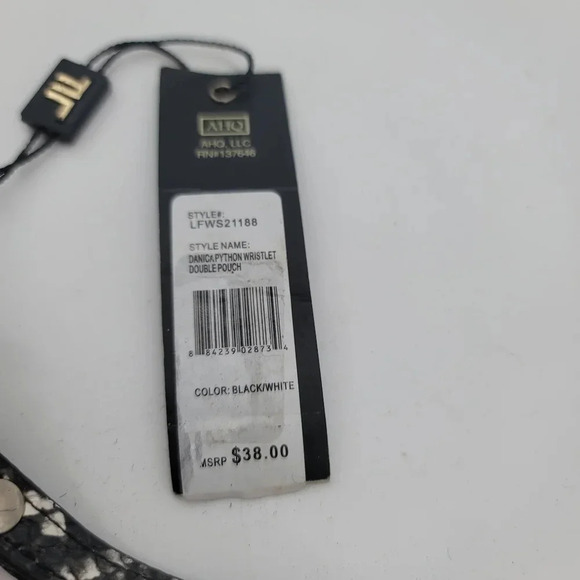 AHQ
AHQ, LLC
RN#137646
STYLE#:
LFWS21188
STYLE NAME:
DANICA PYTHON WRISTLET
DOUBLE POUCH
8 84239 02873 4
COLOR: BLACK/WHITE
MSRP $38.00